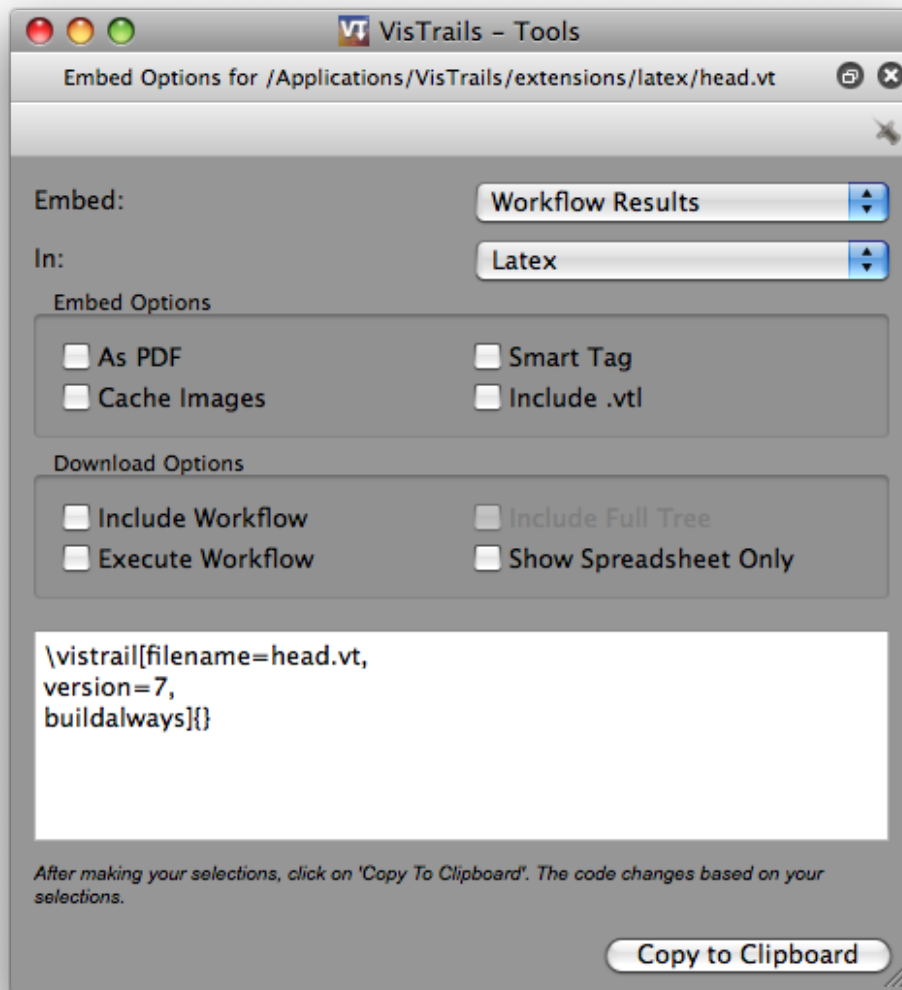 VT VisTrails – Tools
Embed Options for /Applications/VisTrails/extensions/latex/head.vt
Embed: Workflow Results
In: Latex
Embed Options
As PDF Smart Tag
Cache Images Include .vtl
Download Options
Include Workflow Include Full Tree
Execute Workflow Show Spreadsheet Only
\vistrail[filename=head.vt,
version=7,
buildalways]{}
After making your selections, click on 'Copy To Clipboard'. The code changes based on your
selections.
Copy to Clipboard